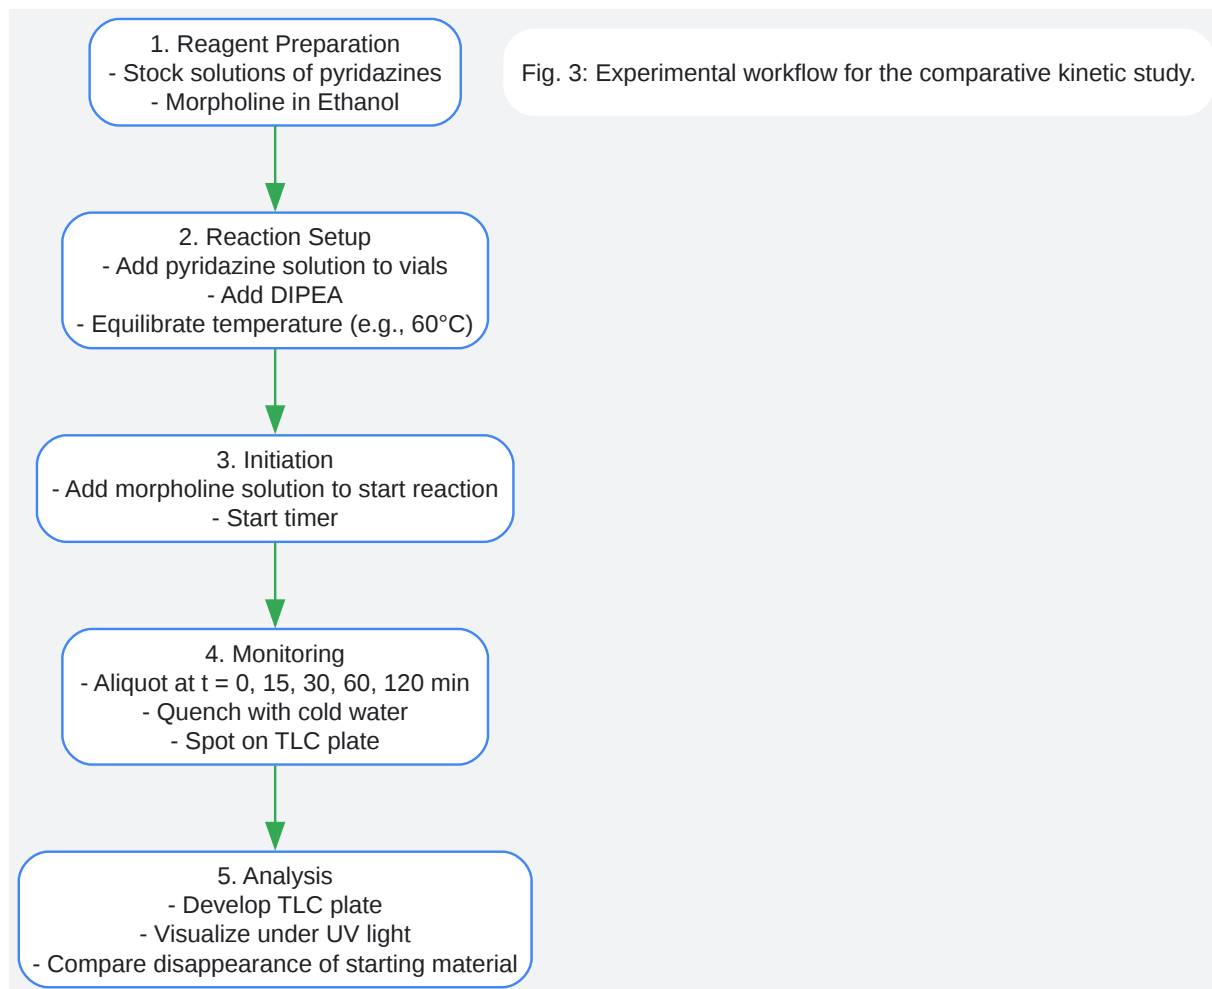 1. Reagent Preparation
- Stock solutions of pyridazines
- Morpholine in Ethanol
Fig. 3: Experimental workflow for the comparative kinetic study.
2. Reaction Setup
- Add pyridazine solution to vials
- Add DIPEA
- Equilibrate temperature (e.g., 60°C)
3. Initiation
- Add morpholine solution to start reaction
- Start timer
4. Monitoring
- Aliquot at t = 0, 15, 30, 60, 120 min
- Quench with cold water
- Spot on TLC plate
5. Analysis
- Develop TLC plate
- Visualize under UV light
- Compare disappearance of starting material